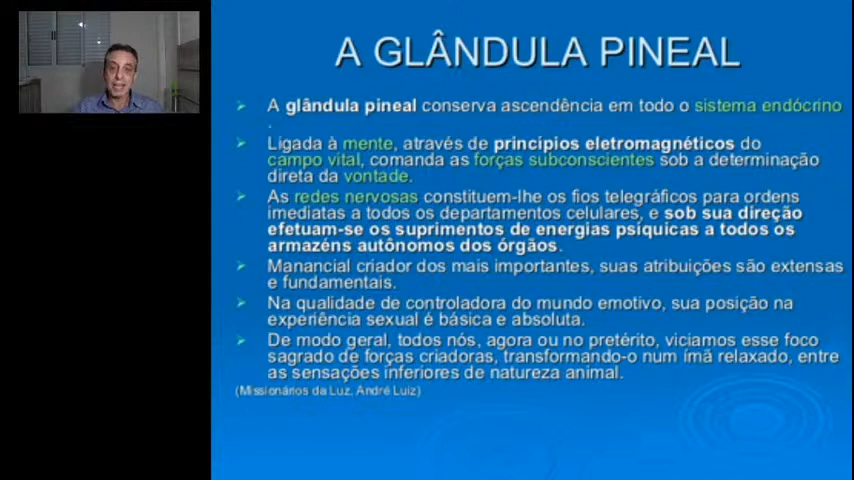 A GLÂNDULA PINEAL
A glândula pineal conserva ascendência em todo o sistema endócrino
.
Ligada à mente, através de princípios eletromagnéticos do
campo vital, comanda as forças subconscientes sob a determinação
direta da vontade.
As redes nervosas constituem-lhe os fios telegráficos para ordens
imediatas a todos os departamentos celulares, e sob sua direção
efetuam-se os suprimentos de energias psíquicas a todos os
armazéns autônomos dos órgãos.
Manancial criador dos mais importantes, suas atribuições são extensas
e fundamentais.
Na qualidade de controladora do mundo emotivo, sua posição na
experiência sexual é básica e absoluta.
De modo geral, todos nós, agora ou no pretérito, viciamos esse foco
sagrado de forças criadoras, transformando-o num ímã relaxado, entre
as sensações inferiores de natureza animal.
(Missionários da Luz, André Luiz)